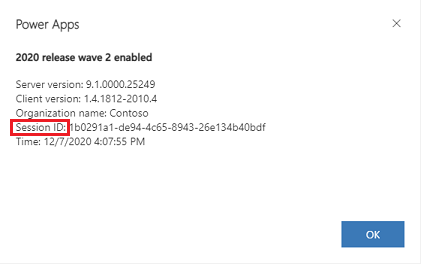 Power Apps
2020 release wave 2 enabled
Server version: 9.1.0000.25249
Client version: 1.4.1812-2010.4
Organization name: Contoso
Session ID: 1b0291a1-de94-4c65-8943-26e134b40bdf
Time: 12/7/2020 4:07:55 PM
OK